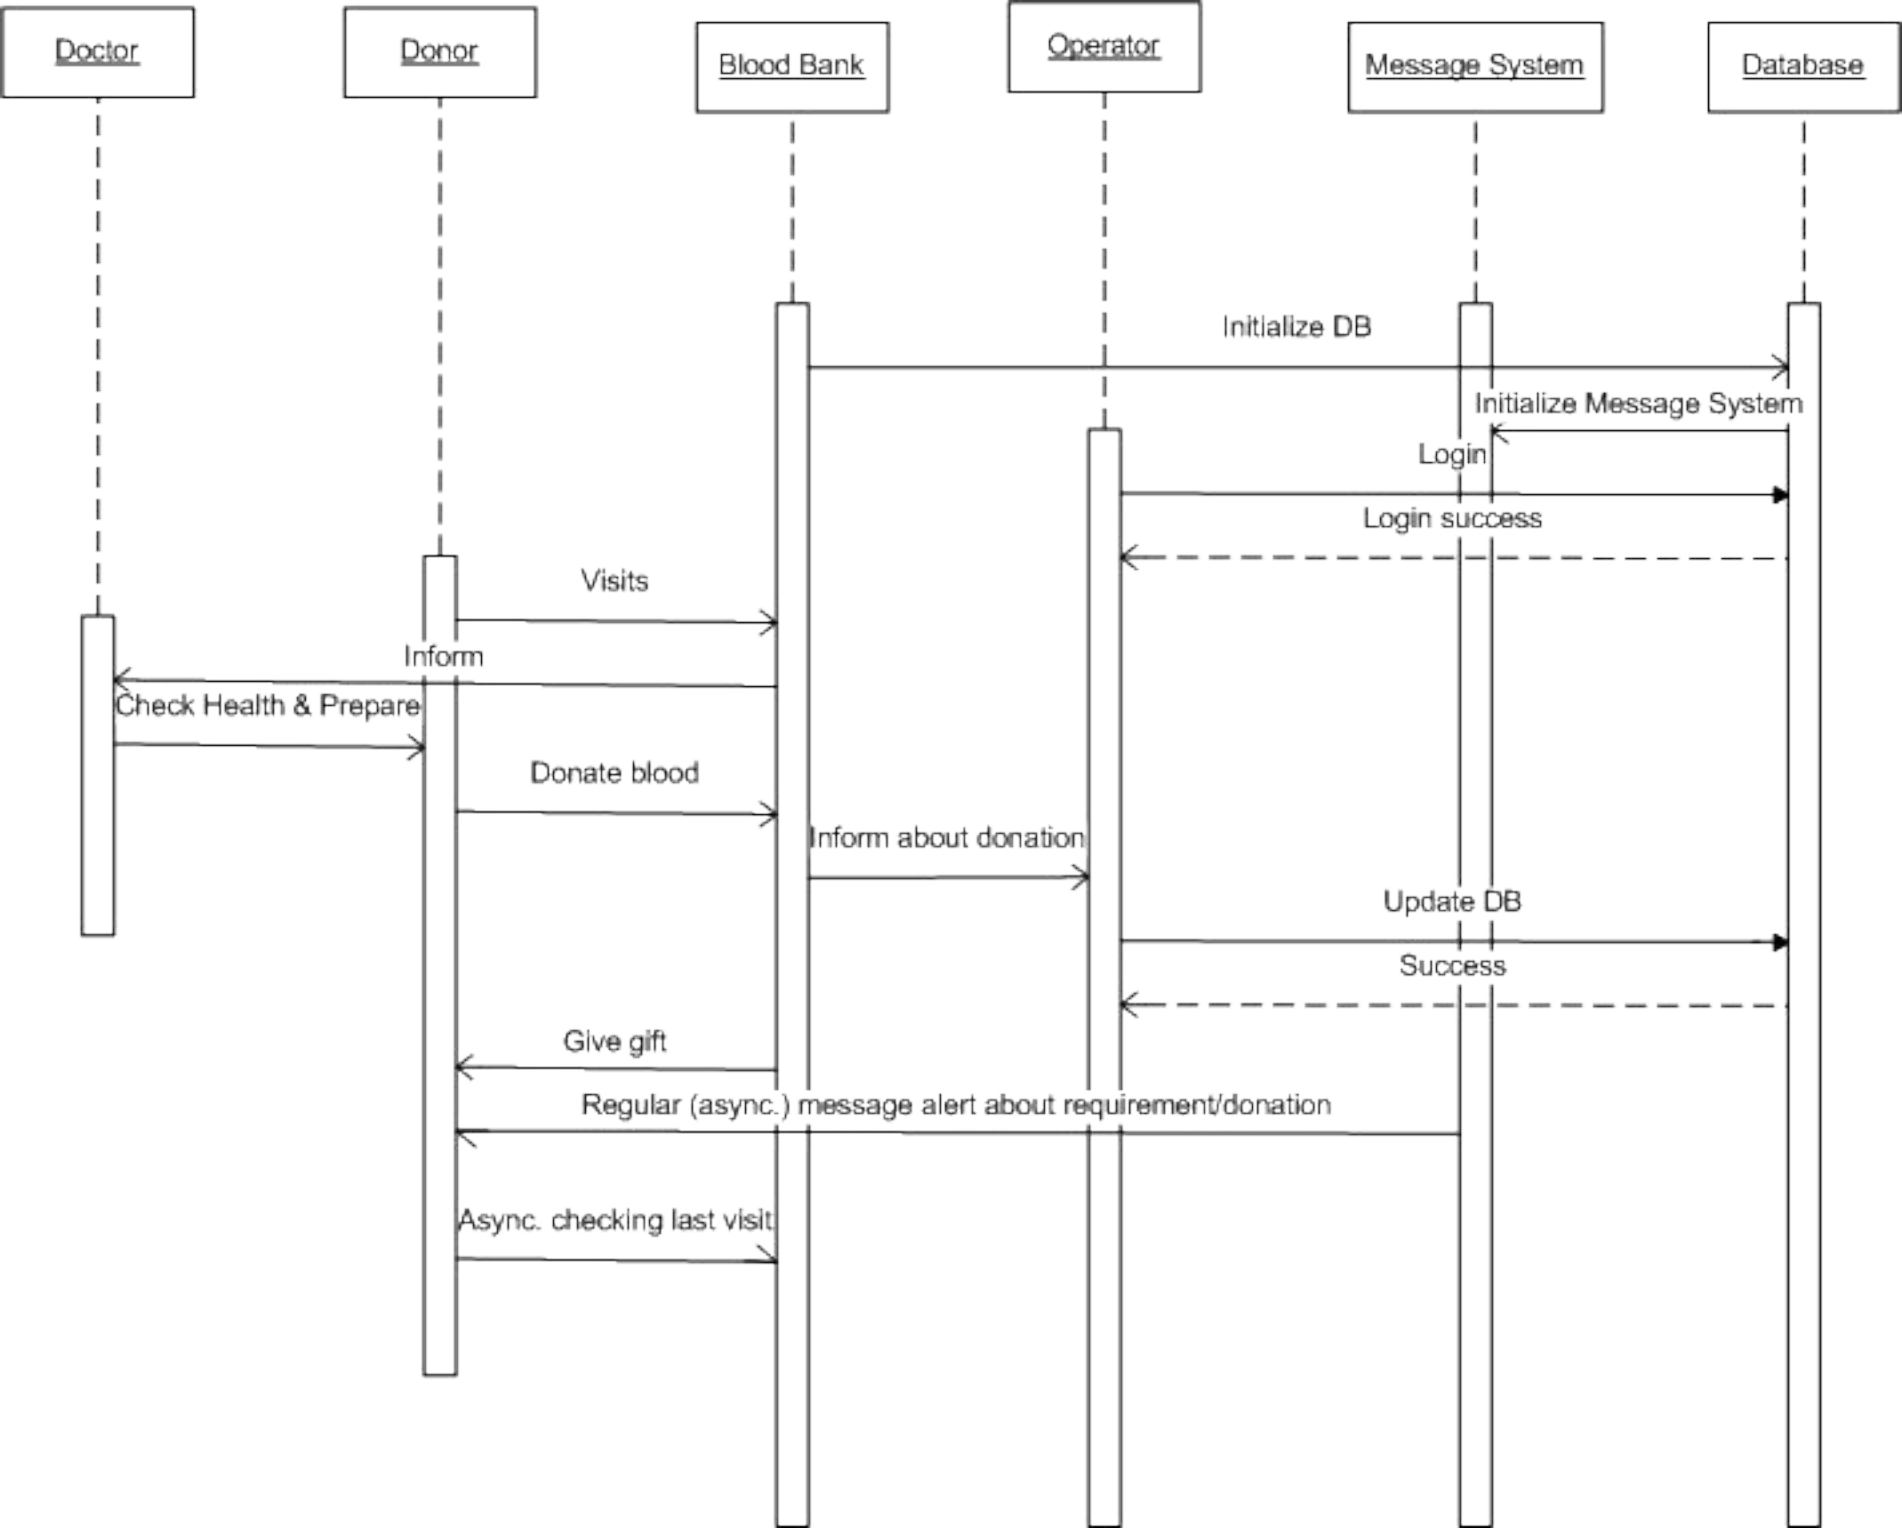 Doctor
Donor
Blood Bank
Operator
Message System
Database
Initialize DB
Initialize Message System
Login
Login success
Visits
Inform
Check Health & Prepare
Donate blood
Inform about donation
Update DB
Success
Give gift
Regular (async.) message alert about requirement/donation
Async. checking last visit